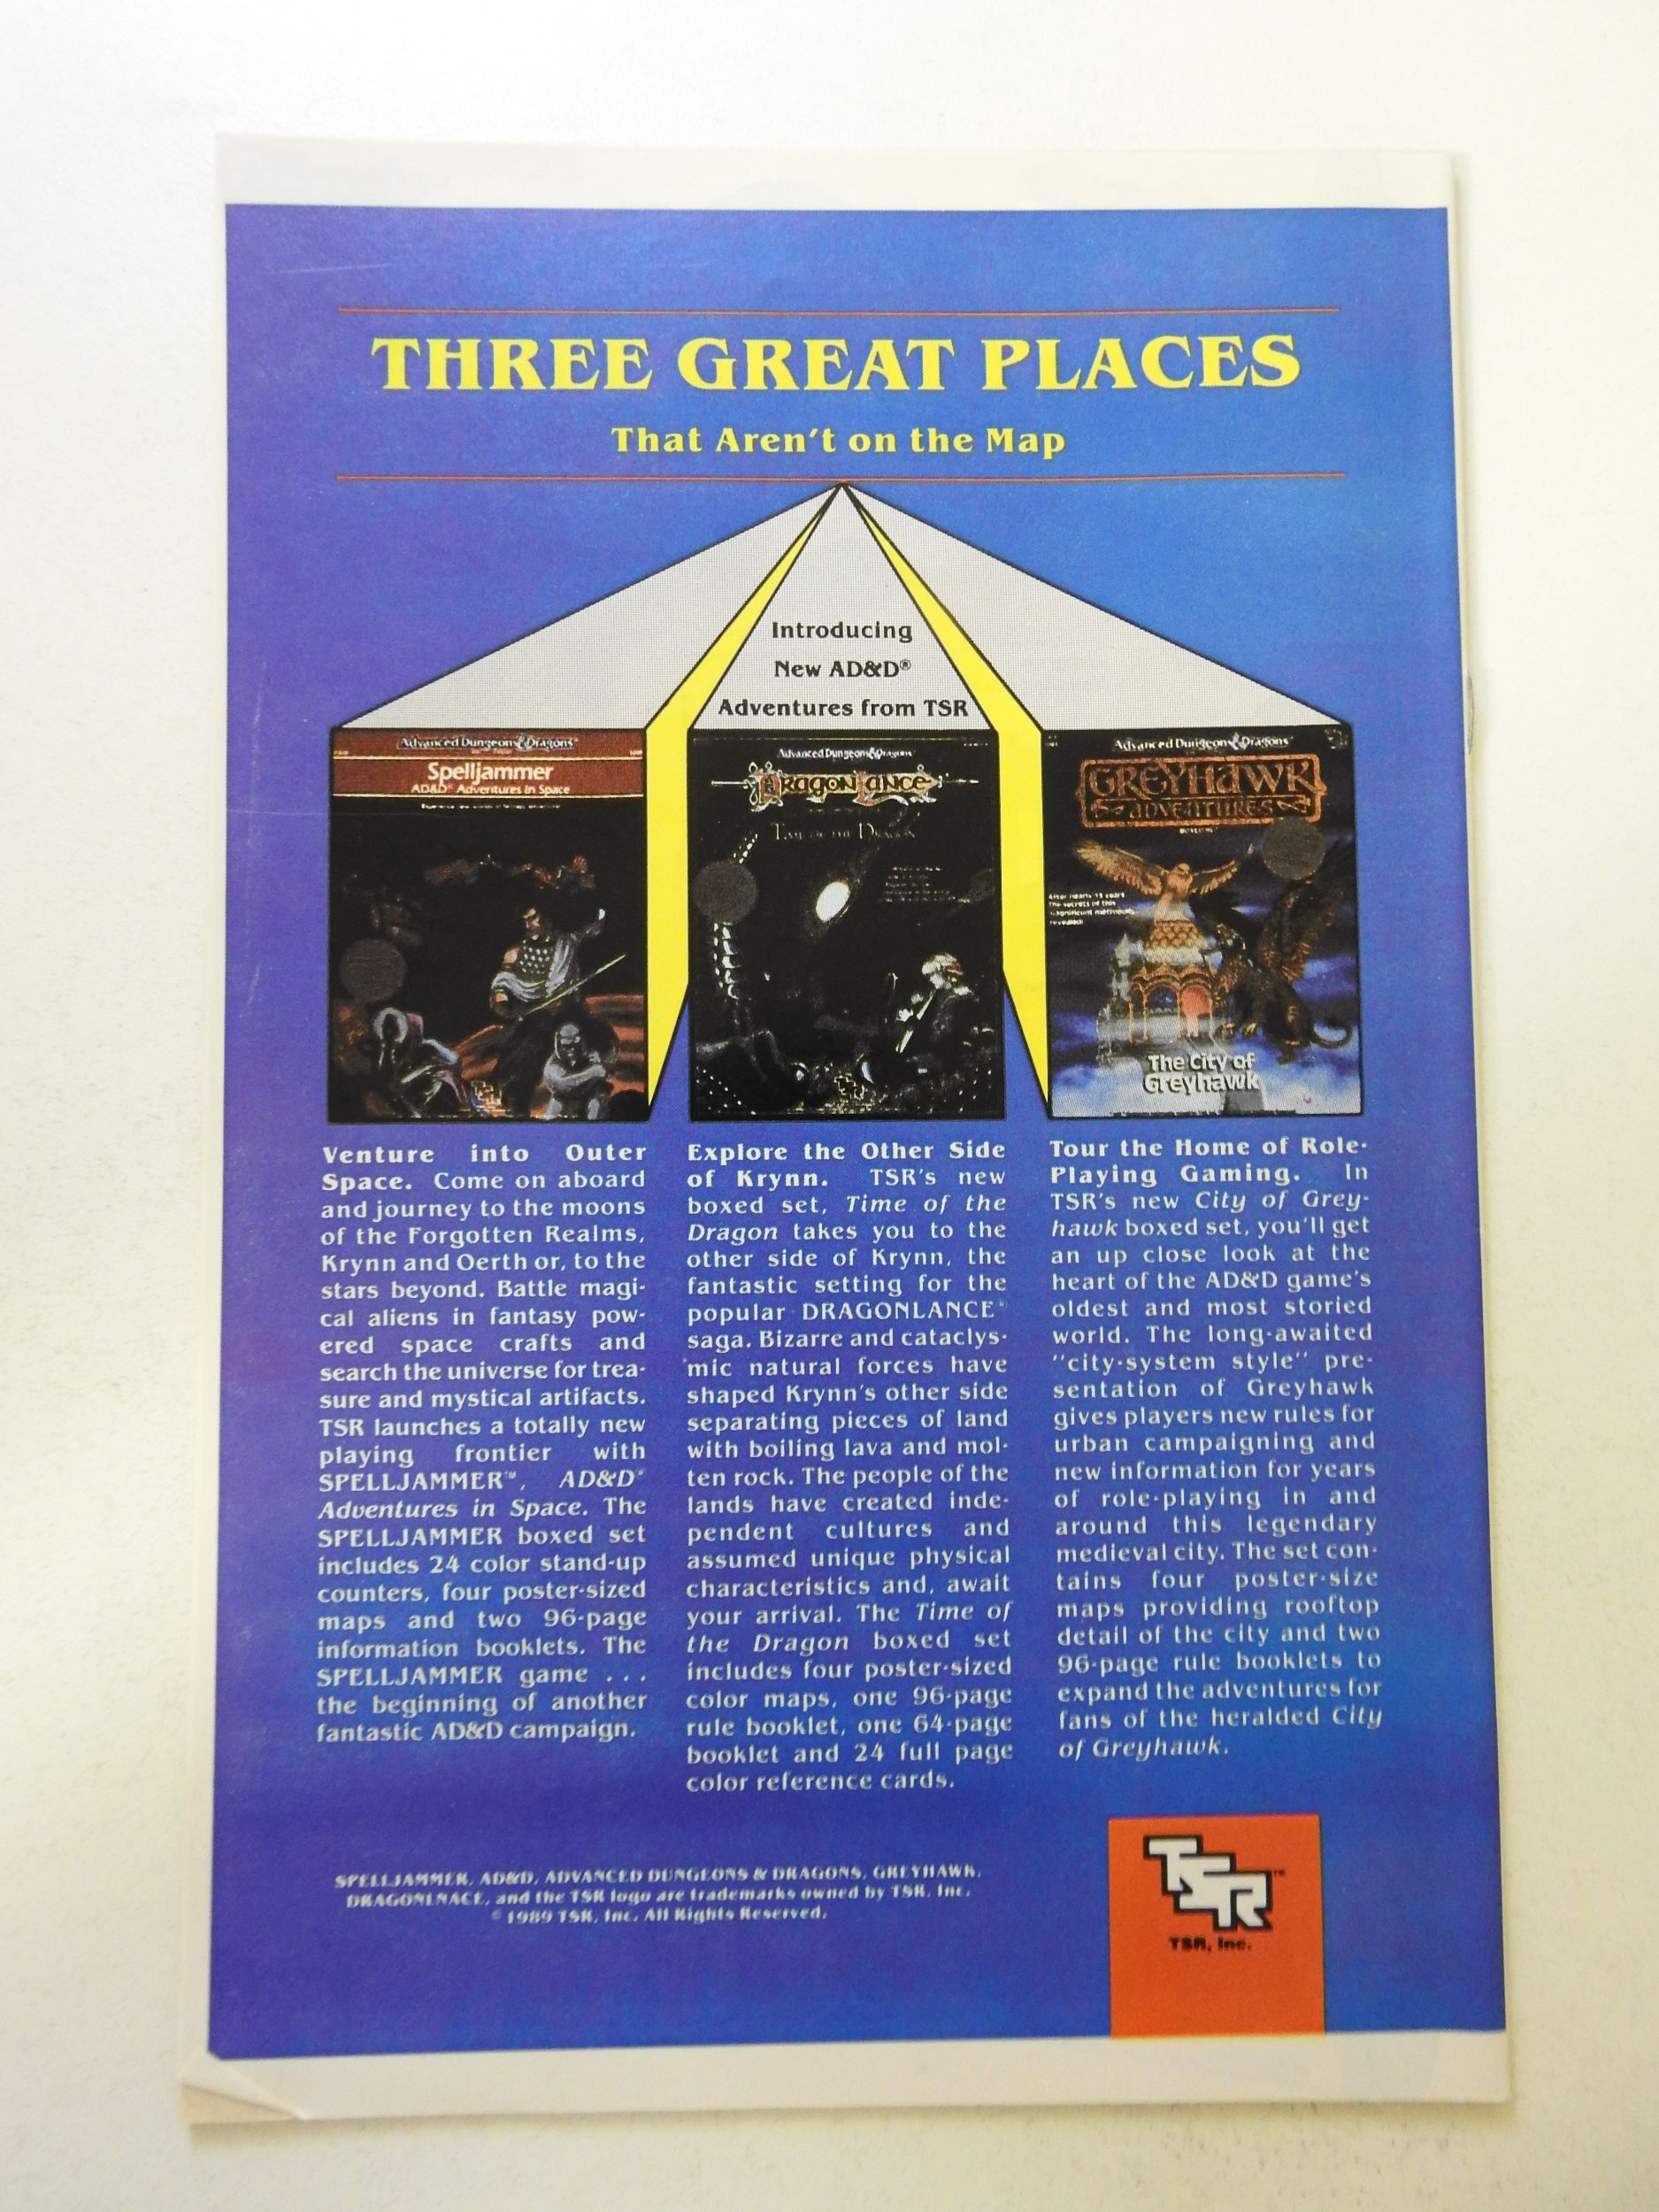 THREE GREAT PLACES
That Aren't on the Map
Introducing
New AD&D®
Adventures from TSR
Advanced Dungeons & Dragons
Spelljammer
AD&D® Adventures in Space
Advanced Dungeons & Dragons
DRAGONLANCE
TIME OF THE DRAGON
Advanced Dungeons & Dragons
GREYHAWK
ADVENTURES
After nearly 15 years
The secrets of this
magnificent metropolis
revealed!
The City of
Greyhawk
Venture into Outer
Space. Come on aboard
and journey to the moons
of the Forgotten Realms,
Krynn and Oerth or, to the
stars beyond. Battle magi-
cal aliens in fantasy pow-
ered space crafts and
search the universe for trea-
sure and mystical artifacts.
TSR launches a totally new
playing frontier with
SPELLJAMMER™, AD&D®
Adventures in Space. The
SPELLJAMMER boxed set
includes 24 color stand-up
counters, four poster-sized
maps and two 96-page
information booklets. The
SPELLJAMMER game ...
the beginning of another
fantastic AD&D campaign.
Explore the Other Side
of Krynn. TSR's new
boxed set, Time of the
Dragon takes you to the
other side of Krynn, the
fantastic setting for the
popular DRAGONLANCE®
saga. Bizarre and cataclys-
mic natural forces have
shaped Krynn's other side
separating pieces of land
with boiling lava and mol-
ten rock. The people of the
lands have created inde-
pendent cultures and
assumed unique physical
characteristics and, await
your arrival. The Time of
the Dragon boxed set
includes four poster-sized
color maps, one 96-page
rule booklet, one 64-page
booklet and 24 full page
color reference cards.
Tour the Home of Role-
Playing Gaming. In
TSR's new City of Grey-
hawk boxed set, you'll get
an up close look at the
heart of the AD&D game's
oldest and most storied
world. The long-awaited
"city-system style" pre-
sentation of Greyhawk
gives players new rules for
urban campaigning and
new information for years
of role-playing in and
around this legendary
medieval city. The set con-
tains four poster-size
maps providing rooftop
detail of the city and two
96-page rule booklets to
expand the adventures for
fans of the heralded City
of Greyhawk.
SPELLJAMMER, AD&D, ADVANCED DUNGEONS & DRAGONS, GREYHAWK,
DRAGONLNACE, and the TSR logo are trademarks owned by TSR, Inc.
© 1989 TSR, Inc. All Rights Reserved.
TSR™
TSR, Inc.